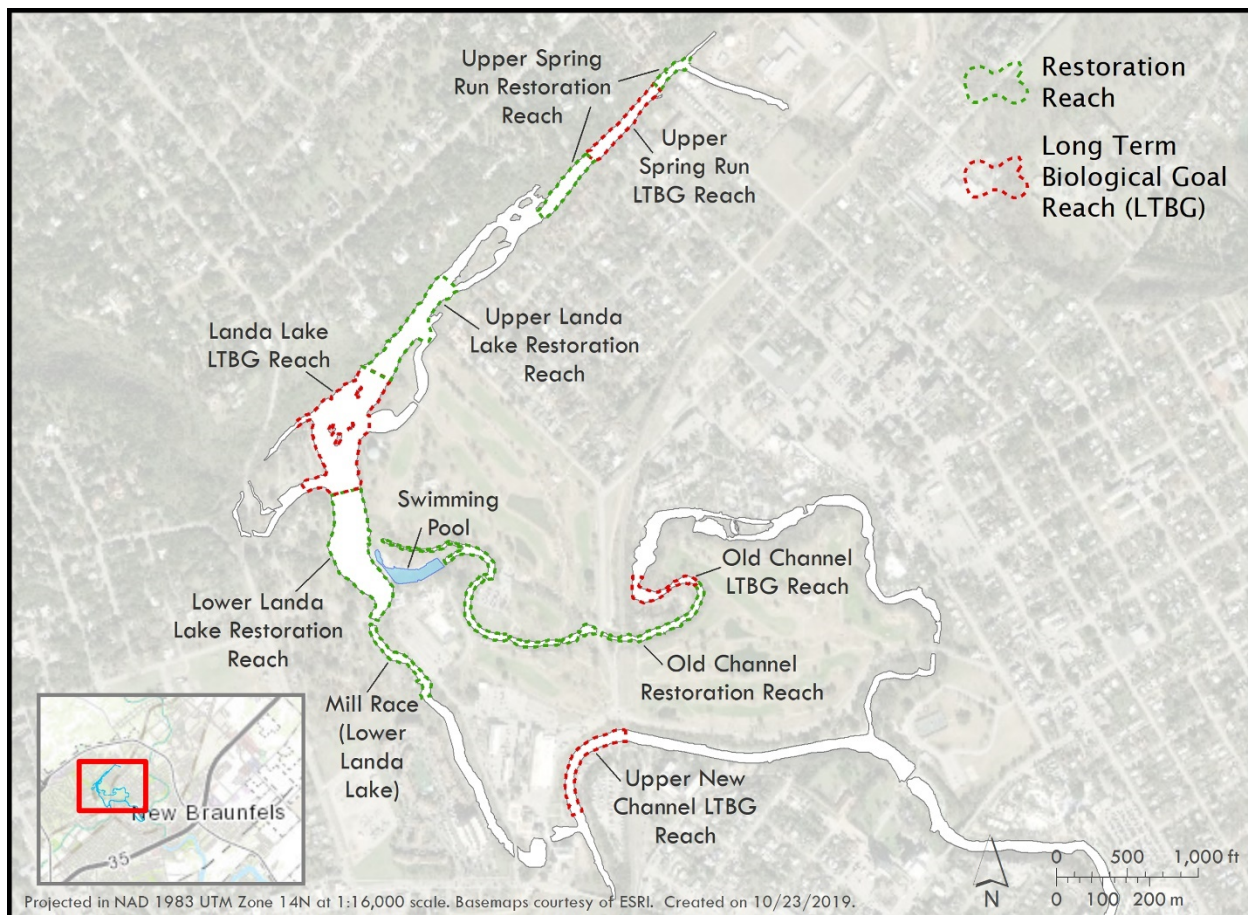 Upper Spring
Run Restoration
Reach
Restoration
Reach
Long Term
Biological Goal
Reach (LTBG)
Upper
Spring Run
LTBG Reach
Landa Lake
LTBG Reach
Upper Landa
Lake Restoration
Reach
Swimming
Pool
Old Channel
LTBG Reach
Lower Landa
Lake Restoration
Reach
Old Channel
Restoration Reach
Mill Race
(Lower
Landa
Lake)
Upper New
Channel LTBG
Reach
New Braunfels
35
N
0 500 1,000 ft
0 100 200 m
Projected in NAD 1983 UTM Zone 14N at 1:16,000 scale. Basemaps courtesy of ESRI. Created on 10/23/2019.